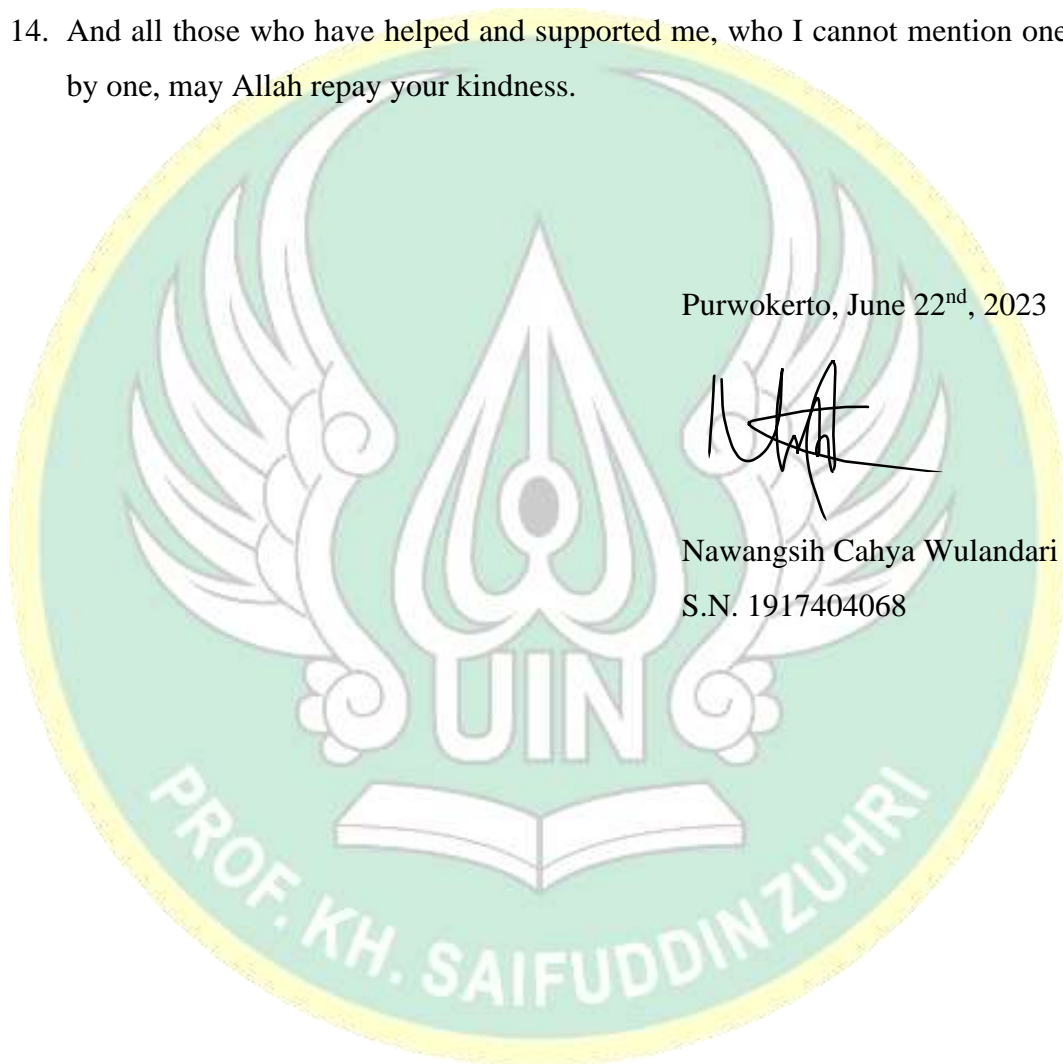 14. And all those who have helped and supported me, who I cannot mention one
by one, may Allah repay your kindness.
Purwokerto, June 22nd, 2023
Nawangsih Cahya Wulandari
S.N. 1917404068
UIN
PROF. KH. SAIFUDDIN ZUHRI